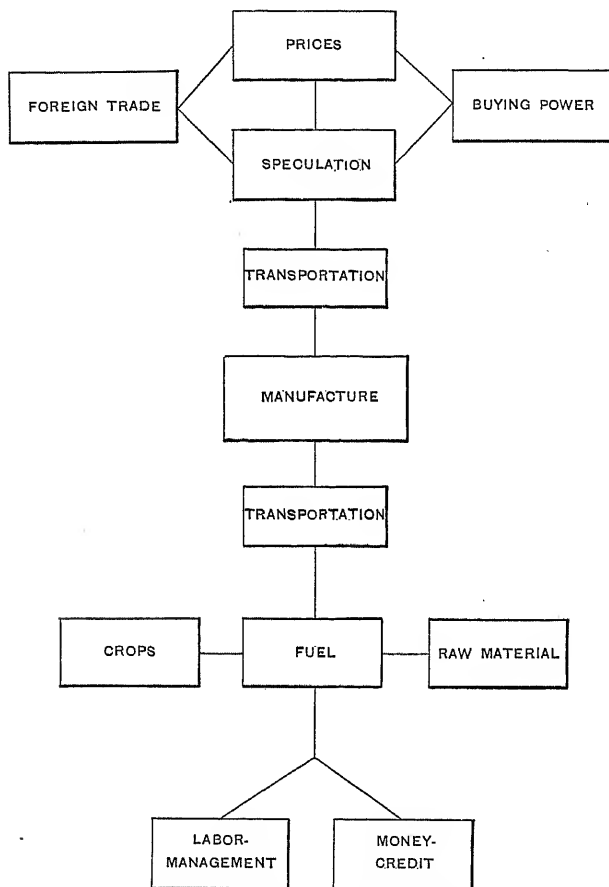 PRICES
FOREIGN TRADE
BUYING POWER
SPECULATION
TRANSPORTATION
MANUFACTURE
TRANSPORTATION
CROPS
FUEL
RAW MATERIAL
LABOR-
MANAGEMENT
MONEY-
CREDIT